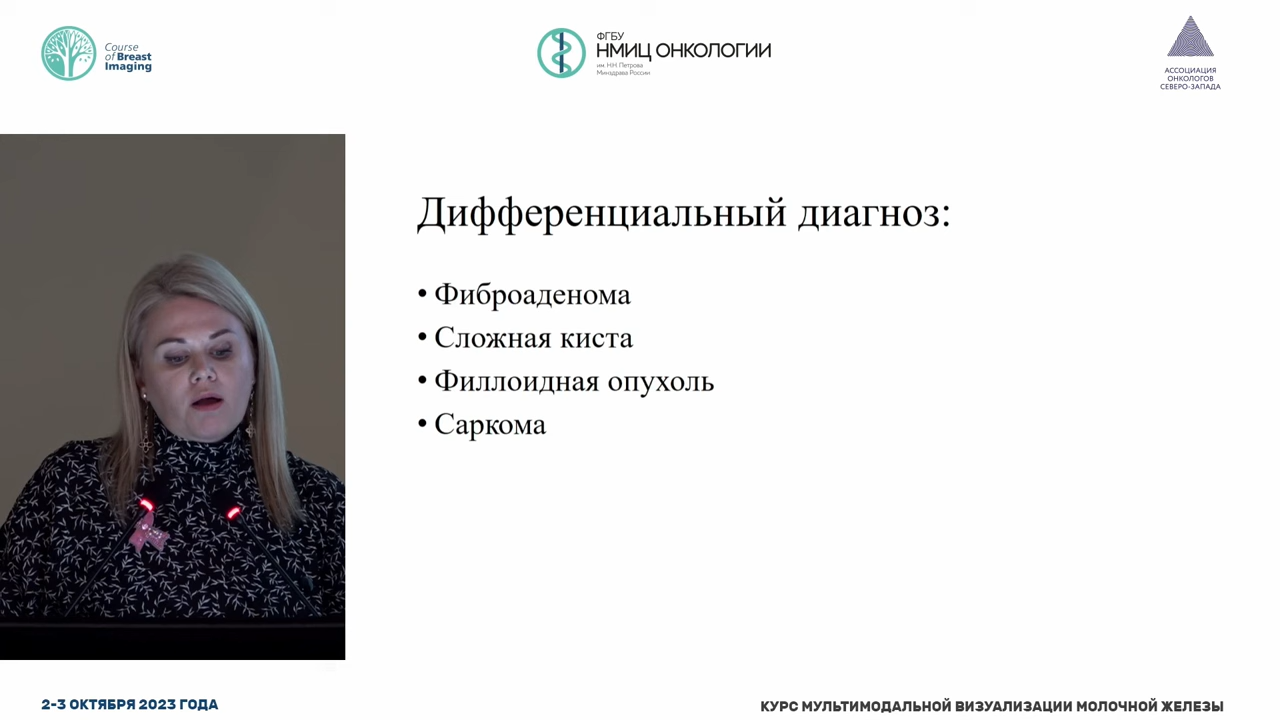 Course
of Breast
Imaging
ФГБУ
НМИЦ ОНКОЛОГИИ
им. Н.Н. Петрова
Минздрава России
АССОЦИАЦИЯ
ОНКОЛОГОВ
СЕВЕРО-ЗАПАДА
Дифференциальный диагноз:
• Фиброаденома
• Сложная киста
• Филлоидная опухоль
• Саркома
2-3 ОКТЯБРЯ 2023 ГОДА
КУРС МУЛЬТИМОДАЛЬНОЙ ВИЗУАЛИЗАЦИИ МОЛОЧНОЙ ЖЕЛЕЗЫ